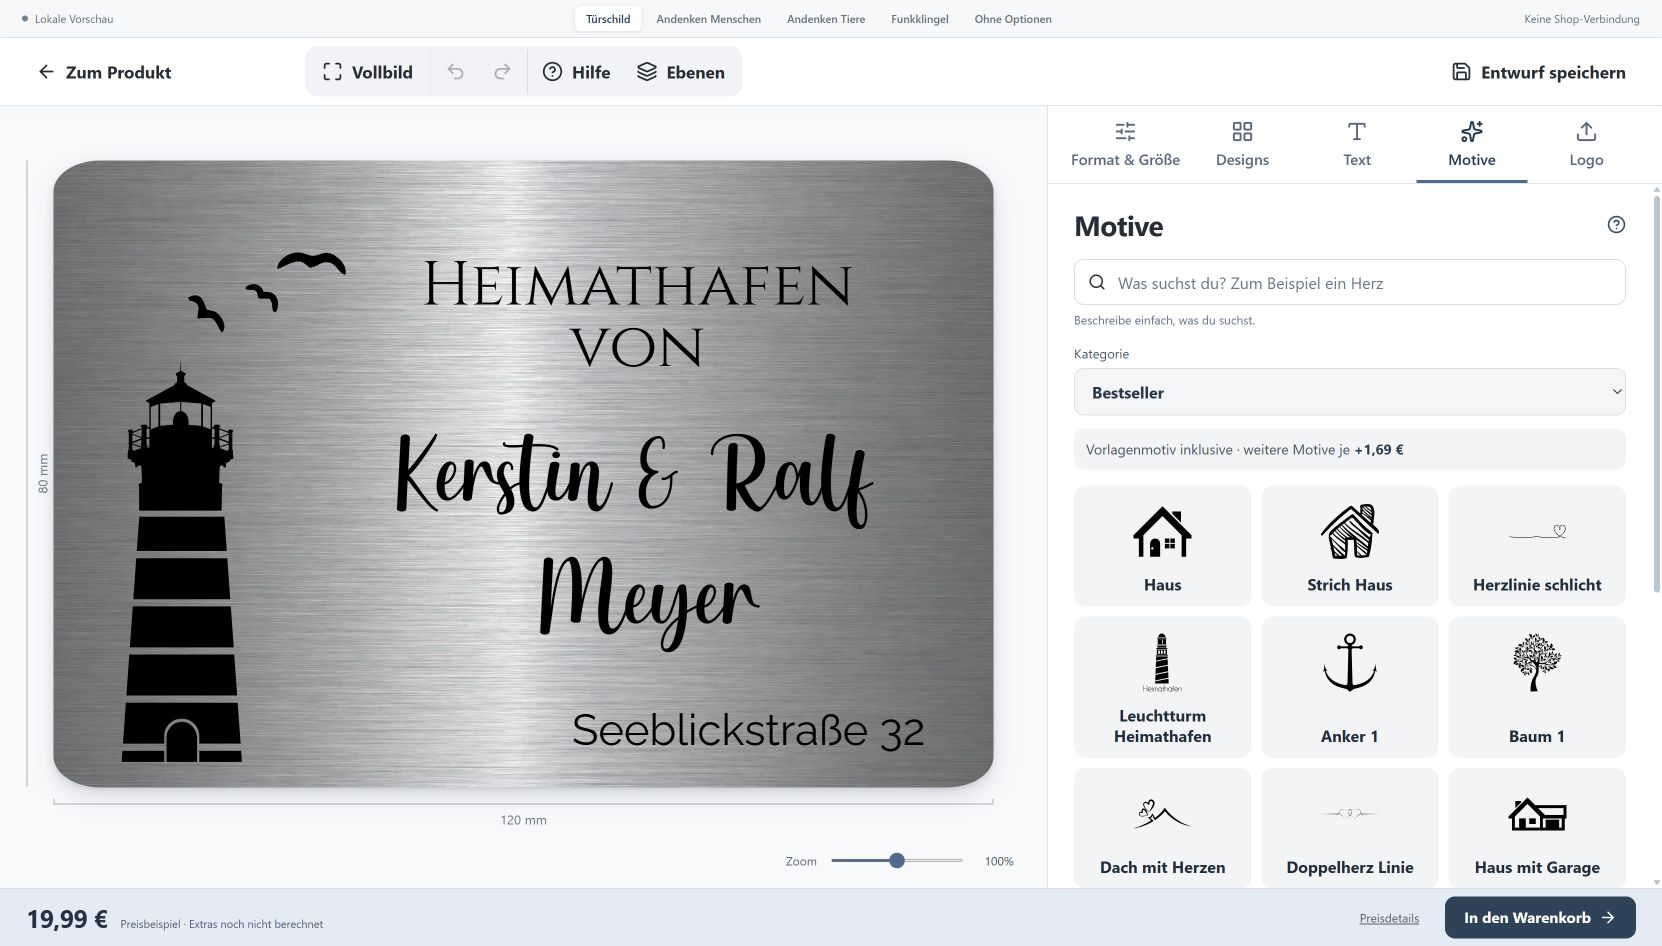 Lokale Vorschau
Türschild
Andenken Menschen
Andenken Tiere
Funkklingel
Ohne Optionen
Keine Shop-Verbindung
Zum Produkt
Vollbild
Hilfe
Ebenen
Entwurf speichern
80 mm
HEIMATHAFEN
VON
Kerstin & Ralf
Meyer
Seeblickstraße 32
120 mm
Zoom
100%
Format & Größe
Designs
Text
Motive
Logo
Motive
Was suchst du? Zum Beispiel ein Herz
Beschreibe einfach, was du suchst.
Kategorie
Bestseller
Vorlagenmotiv inklusive · weitere Motive je +1,69 €
Haus
Strich Haus
Herzlinie schlicht
Heimathafen
Leuchtturm
Heimathafen
Anker 1
Baum 1
Dach mit Herzen
Doppelherz Linie
Haus mit Garage
19,99 €
Preisbeispiel · Extras noch nicht berechnet
Preisdetails
In den Warenkorb